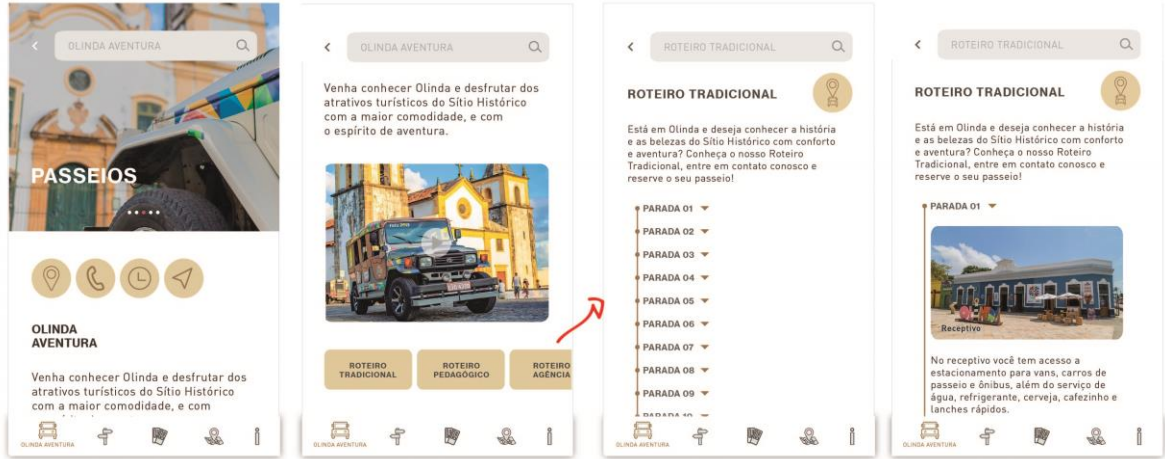 OLINDA AVENTURA
PASSEIOS
OLINDA
AVENTURA
Venha conhecer Olinda e desfrutar dos
atrativos turísticos do Sítio Histórico
com a maior comodidade, e com
OLINDA AVENTURA
OLINDA AVENTURA
Venha conhecer Olinda e desfrutar dos
atrativos turísticos do Sítio Histórico
com a maior comodidade, e com
o espírito de aventura.
ROTEIRO
TRADICIONAL
ROTEIRO
PEDAGÓGICO
ROTEIRO
AGÊNCIA
OLINDA AVENTURA
ROTEIRO TRADICIONAL
ROTEIRO TRADICIONAL
Está em Olinda e deseja conhecer a história
e as belezas do Sítio Histórico com conforto
e aventura? Conheça o nosso Roteiro
Tradicional, entre em contato conosco e
reserve o seu passeio!
PARADA 01
PARADA 02
PARADA 03
PARADA 04
PARADA 05
PARADA 06
PARADA 07
PARADA 08
PARADA 09
PARADA 10
OLINDA AVENTURA
ROTEIRO TRADICIONAL
ROTEIRO TRADICIONAL
Está em Olinda e deseja conhecer a história
e as belezas do Sítio Histórico com conforto
e aventura? Conheça o nosso Roteiro
Tradicional, entre em contato conosco e
reserve o seu passeio!
PARADA 01
Receptivo
No receptivo você tem acesso a
estacionamento para vans, carros de
passeio e ônibus, além do serviço de
água, refrigerante, cerveja, cafezinho e
lanches rápidos.
OLINDA AVENTURA